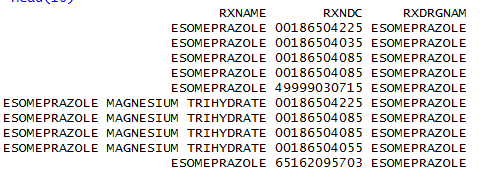 head(10)
RXNAME RXNDC RXDRGNAM
ESOMEPRAZOLE 00186504225 ESOMEPRAZOLE
ESOMEPRAZOLE 00186504035 ESOMEPRAZOLE
ESOMEPRAZOLE 00186504085 ESOMEPRAZOLE
ESOMEPRAZOLE 00186504085 ESOMEPRAZOLE
ESOMEPRAZOLE 49999030715 ESOMEPRAZOLE
ESOMEPRAZOLE MAGNESIUM TRIHYDRATE 00186504225 ESOMEPRAZOLE
ESOMEPRAZOLE MAGNESIUM TRIHYDRATE 00186504085 ESOMEPRAZOLE
ESOMEPRAZOLE MAGNESIUM TRIHYDRATE 00186504085 ESOMEPRAZOLE
ESOMEPRAZOLE MAGNESIUM TRIHYDRATE 00186504055 ESOMEPRAZOLE
ESOMEPRAZOLE 65162095703 ESOMEPRAZOLE